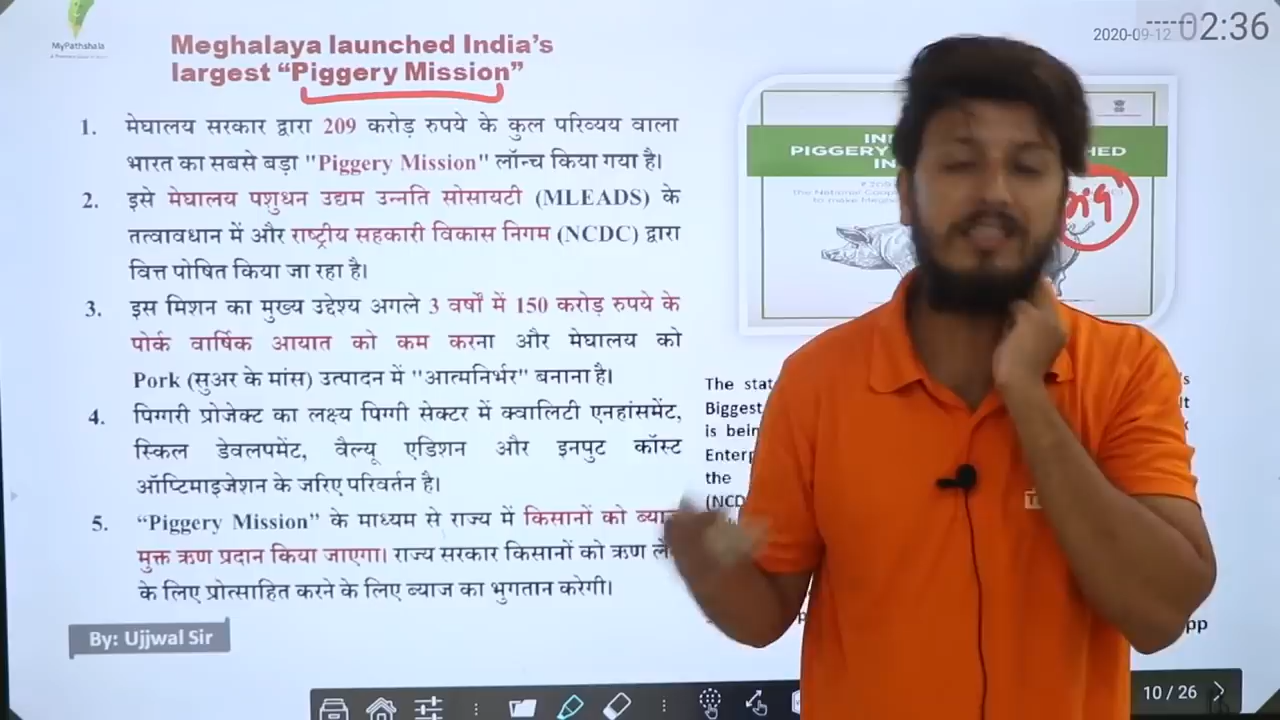 MyPathshala
2020-09-12 02:36
Meghalaya launched India's
largest “Piggery Mission”
1. मेघालय सरकार द्वारा 209 करोड़ रुपये के कुल परिव्यय वाला
भारत का सबसे बड़ा "Piggery Mission" लॉन्च किया गया है।
2. इसे मेघालय पशुधन उद्यम उन्नति सोसायटी (MLEADS) के
तत्वावधान में और राष्ट्रीय सहकारी विकास निगम (NCDC) द्वारा
वित्त पोषित किया जा रहा है।
3. इस मिशन का मुख्य उद्देश्य अगले 3 वर्षों में 150 करोड़ रुपये के
पोर्क वार्षिक आयात को कम करना और मेघालय को
Pork (सुअर के मांस) उत्पादन में "आत्मनिर्भर" बनाना है।
4. पिग्गरी प्रोजेक्ट का लक्ष्य पिग्गी सेक्टर में क्वालिटी एनहांसमेंट,
स्किल डेवलपमेंट, वैल्यू एडिशन और इनपुट कॉस्ट
ऑप्टिमाइजेशन के जरिए परिवर्तन है।
5. “Piggery Mission” के माध्यम से राज्य में किसानों को
मुक्त ऋण प्रदान किया जाएगा। राज्य सरकार किसानों को ऋण
के लिए प्रोत्साहित करने के लिए ब्याज का भुगतान करेगी।
By: Ujjwal Sir
PIGGERY
The
Biggest
is
the
10 / 26